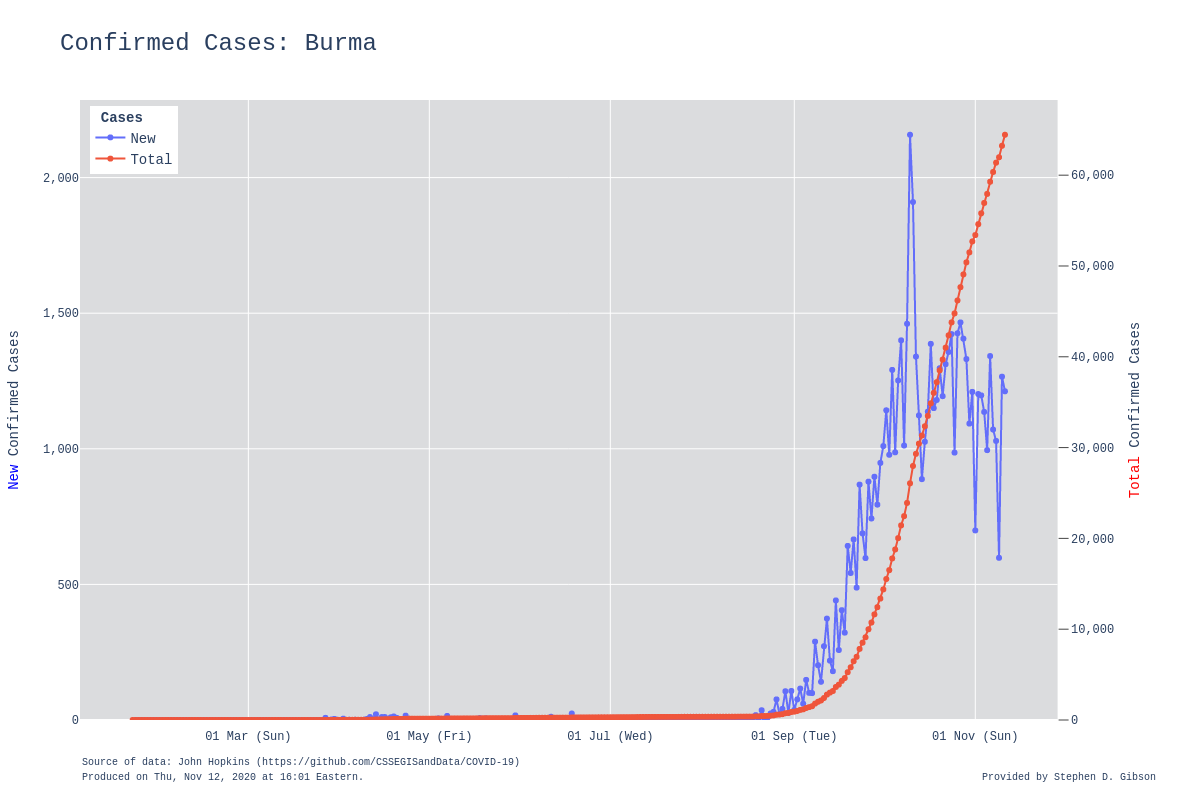 Confirmed Cases: Burma
Cases
New
Total
2,000
1,500
1,000
500
0
60,000
50,000
40,000
30,000
20,000
10,000
0
New Confirmed Cases
Total Confirmed Cases
01 Mar (Sun)
01 May (Fri)
01 Jul (Wed)
01 Sep (Tue)
01 Nov (Sun)
Source of data: John Hopkins (https://github.com/CSSEGISandData/COVID-19)
Produced on Thu, Nov 12, 2020 at 16:01 Eastern.
Provided by Stephen D. Gibson